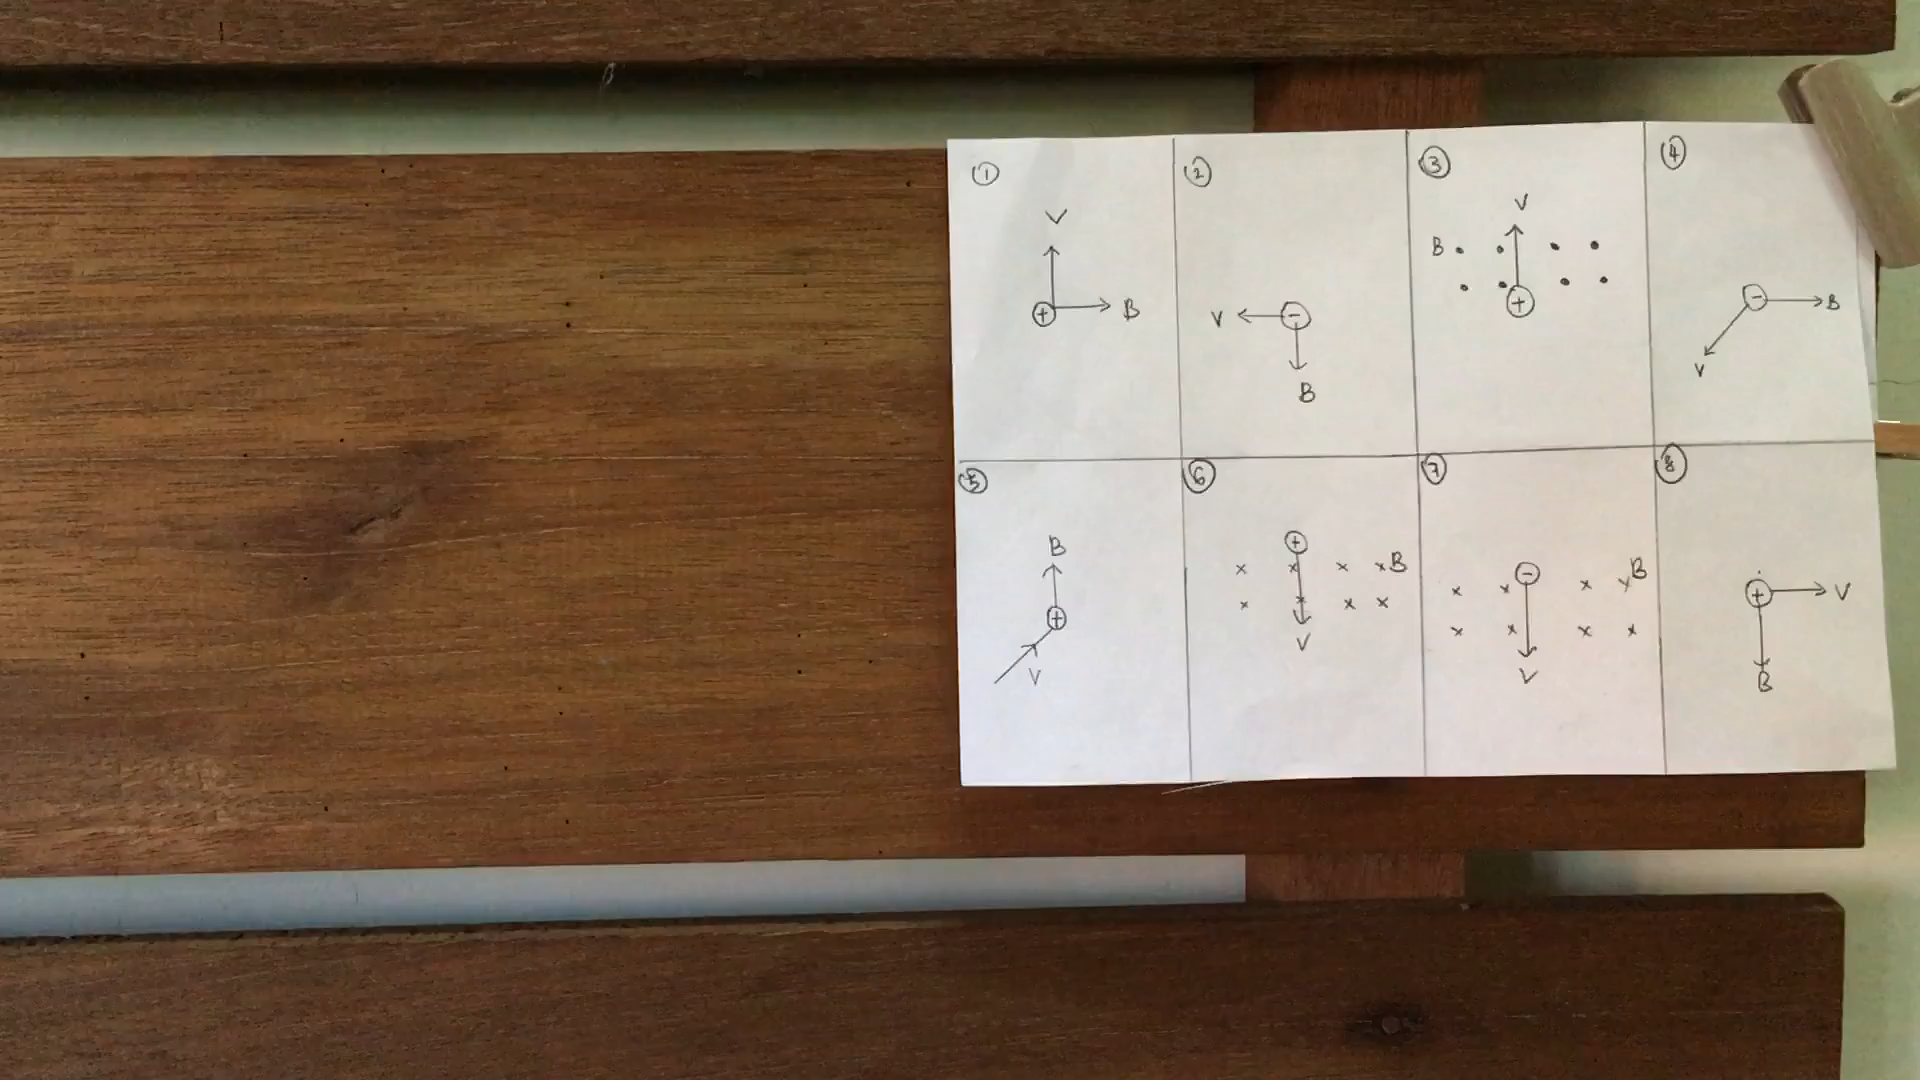 ①
V
+
B
②
V
-
B
③
V
B
+
④
-
B
V
⑤
B
+
V
⑥
+
x x x x B
x x x x
V
⑦
-
x x x x B
x x x x
V
⑧
+
V
B